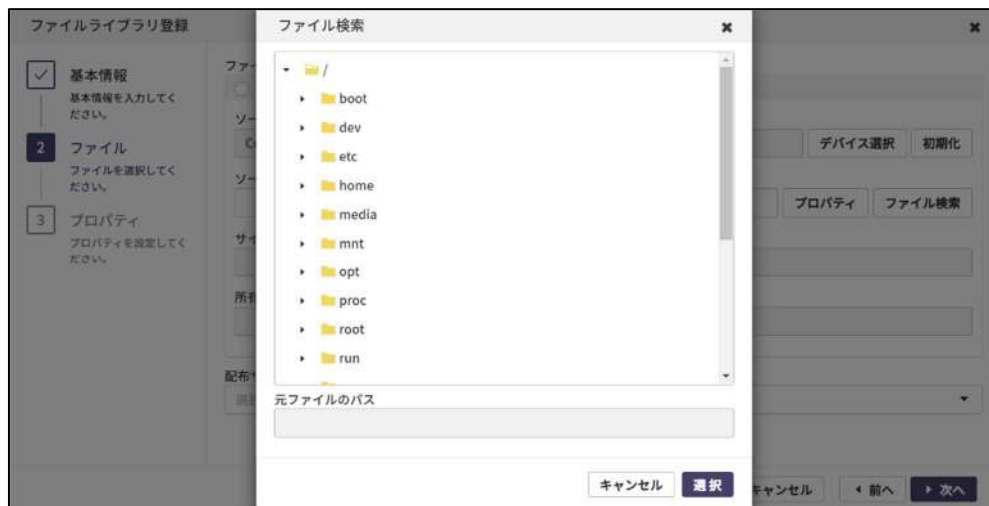 ファイルライブラリ登録
ファイル検索
基本情報
基本情報を入力してく
ださい。
2
ファイル
ファイルを選択してく
ださい。
3
プロパティ
プロパティを設定してく
ださい。
/
boot
dev
etc
home
media
mnt
opt
proc
root
run
デバイス選択
初期化
プロパティ
ファイル検索
元ファイルのパス
キャンセル
選択
キャンセル
前へ
次へ